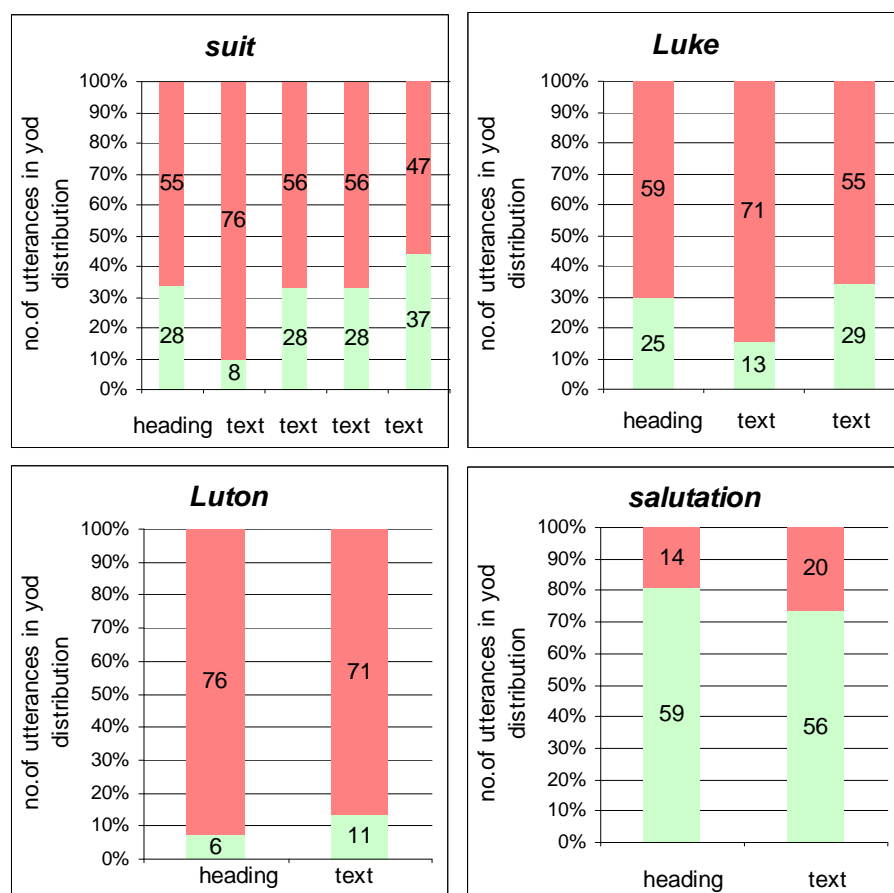 suit
no.of utterances in yod
distribution
100%
90%
80%
70%
60%
50%
40%
30%
20%
10%
0%
55 76 56 56 47
28 8 28 28 37
heading text text text text
Luke
no.of utterances in yod
distribution
100%
90%
80%
70%
60%
50%
40%
30%
20%
10%
0%
59 71 55
25 13 29
heading text text
Luton
no.of utterances in yod
distribution
100%
90%
80%
70%
60%
50%
40%
30%
20%
10%
0%
76 71
6 11
heading text
salutation
no.of utterances in yod
distribution
100%
90%
80%
70%
60%
50%
40%
30%
20%
10%
0%
14 20
59 56
heading text